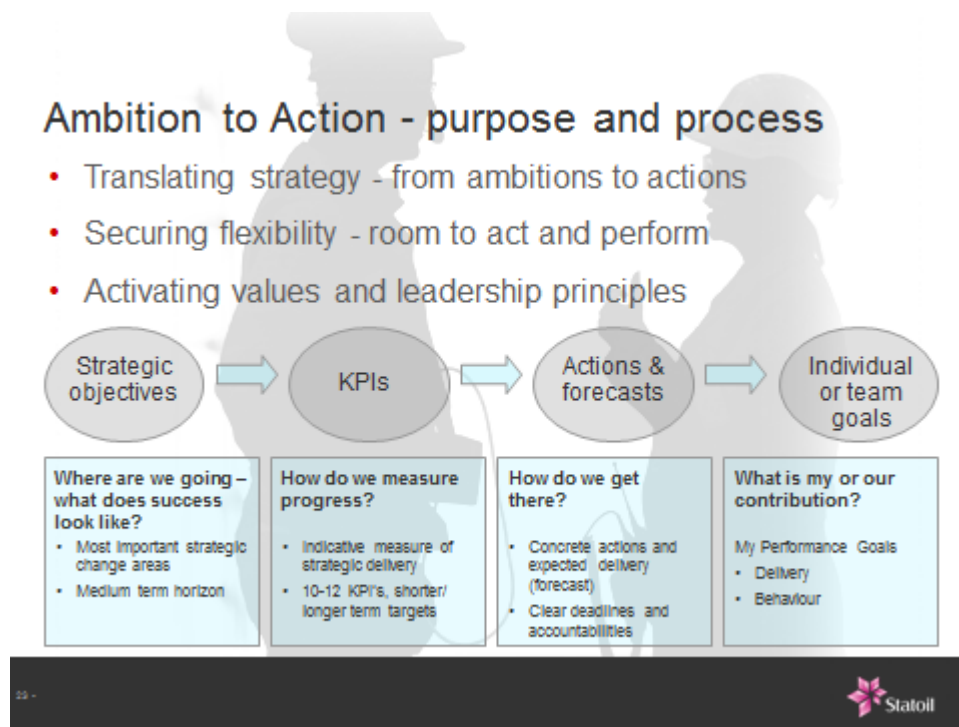 Ambition to Action - purpose and process
• Translating strategy - from ambitions to actions
• Securing flexibility - room to act and perform
• Activating values and leadership principles
Strategic
objectives
KPIs
Actions &
forecasts
Individual
or team
goals
Where are we going –
what does success
look like?
• Most important strategic
change areas
• Medium term horizon
How do we measure
progress?
• Indicative measure of
strategic delivery
• 10-12 KPI's, shorter/
longer term targets
How do we get
there?
• Concrete actions and
expected delivery
(forecast)
• Clear deadlines and
accountabilities
What is my or our
contribution?
My Performance Goals
• Delivery
• Behaviour
Statoil